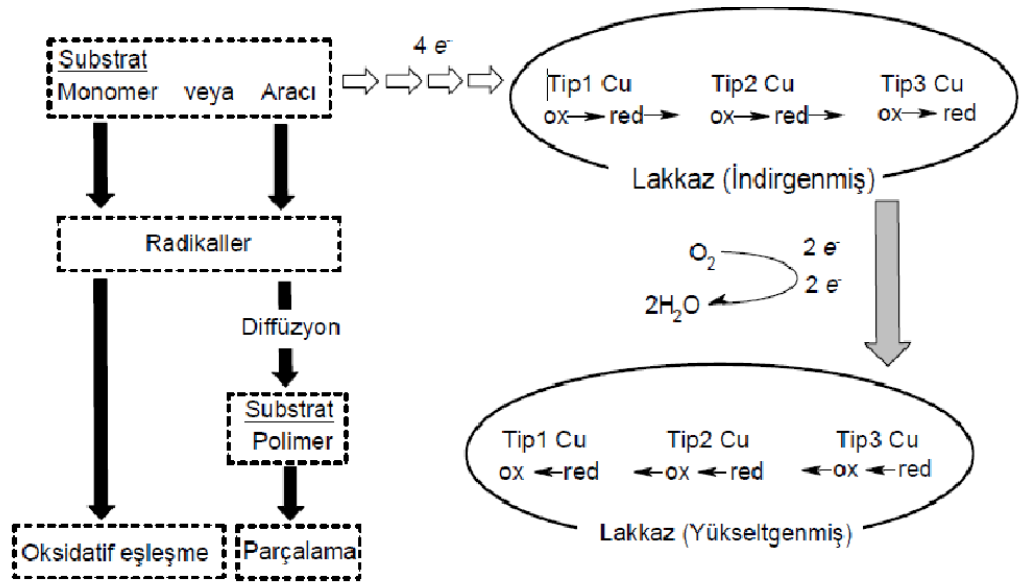 Substrat
Monomer veya Aracı
4 e-
Tip1 Cu Tip2 Cu Tip3 Cu
ox red ox red ox red
Lakkaz (İndirgenmiş)
Radikaller
O2 2 e-
2 e-
2H2O
Diffüzyon
Substrat
Polimer
Tip1 Cu Tip2 Cu Tip3 Cu
ox red ox red ox red
Lakkaz (Yükseltgenmiş)
Oksidatif eşleşme
Parçalama